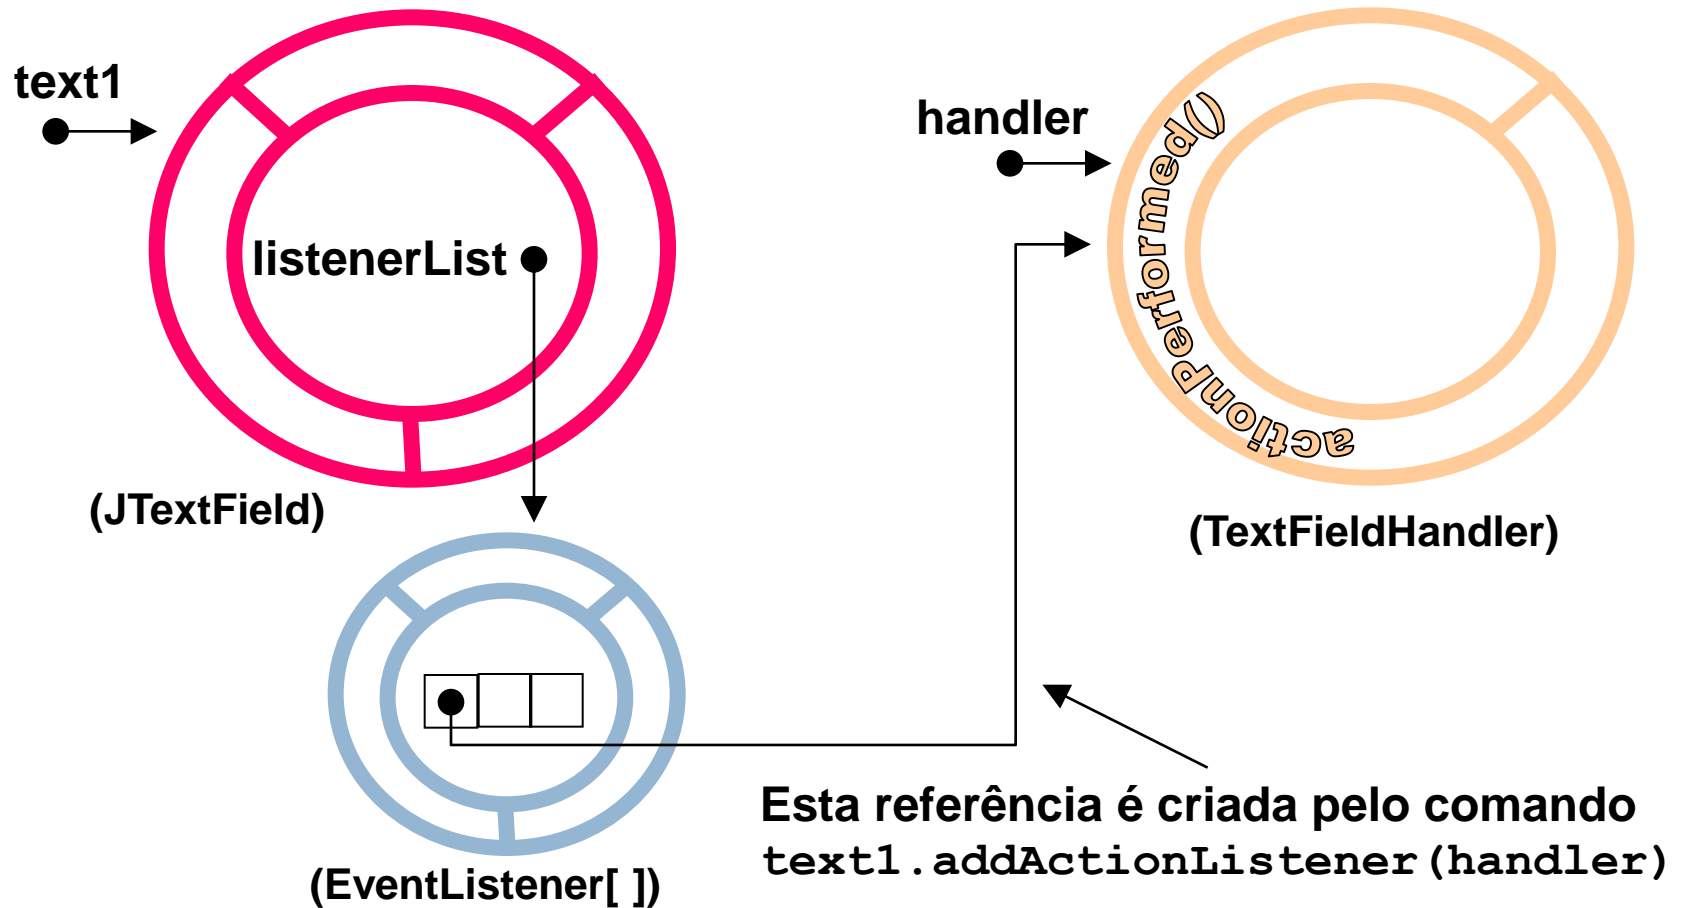 text1
handler
actionPerformed()
listenerList
(JTextField)
(TextFieldHandler)
Esta referência é criada pelo comando
text1.addActionListener(handler)
(EventListener[ ])